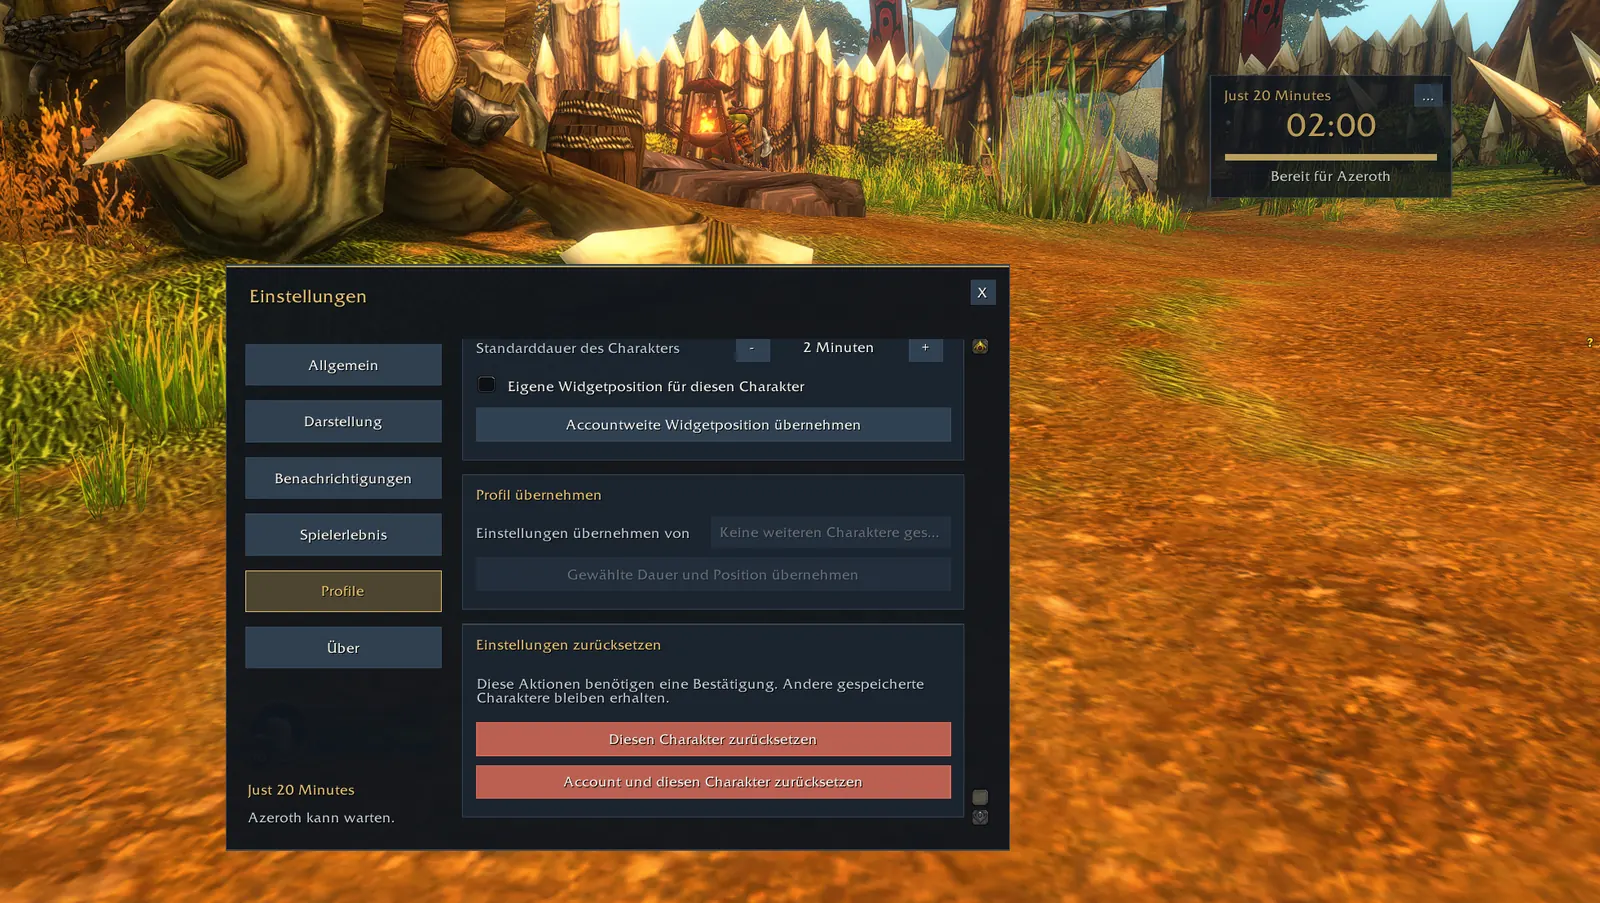 Just 20 Minutes
...
02:00
Bereit für Azeroth
Einstellungen
X
Allgemein
Darstellung
Benachrichtigungen
Spielerlebnis
Profile
Über
Just 20 Minutes
Azeroth kann warten.
Standarddauer des Charakters
-
2 Minuten
+
Eigene Widgetposition für diesen Charakter
Accountweite Widgetposition übernehmen
Profil übernehmen
Einstellungen übernehmen von
Keine weiteren Charaktere ges...
Gewählte Dauer und Position übernehmen
Einstellungen zurücksetzen
Diese Aktionen benötigen eine Bestätigung. Andere gespeicherte
Charaktere bleiben erhalten.
Diesen Charakter zurücksetzen
Account und diesen Charakter zurücksetzen
?